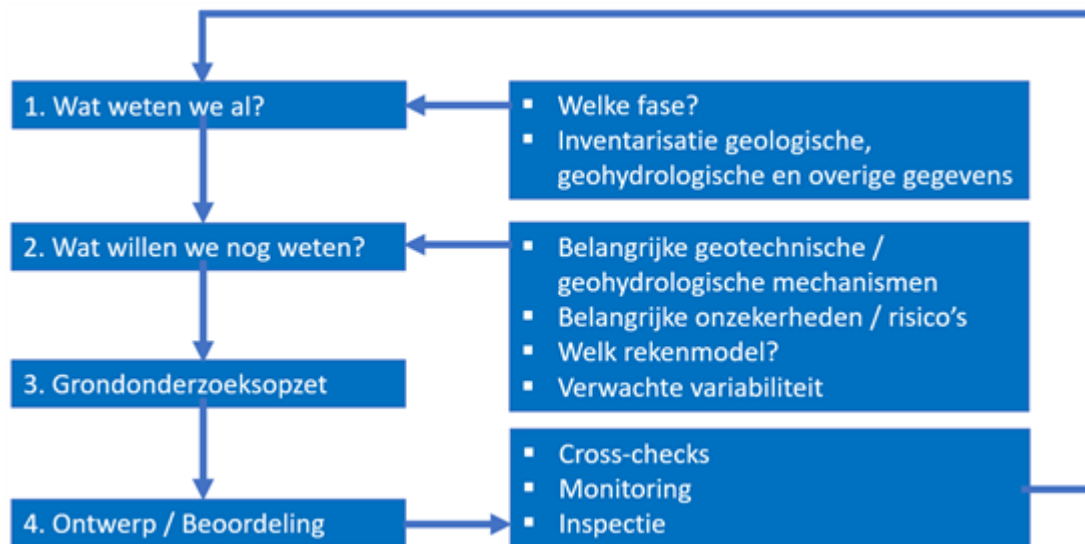 1. Wat weten we al?
▪ Welke fase?
▪ Inventarisatie geologische,
geohydrologische en overige gegevens
2. Wat willen we nog weten?
▪ Belangrijke geotechnische /
geohydrologische mechanismen
▪ Belangrijke onzekerheden / risico’s
▪ Welk rekenmodel?
▪ Verwachte variabiliteit
3. Grondonderzoeksopzet
4. Ontwerp / Beoordeling
▪ Cross-checks
▪ Monitoring
▪ Inspectie